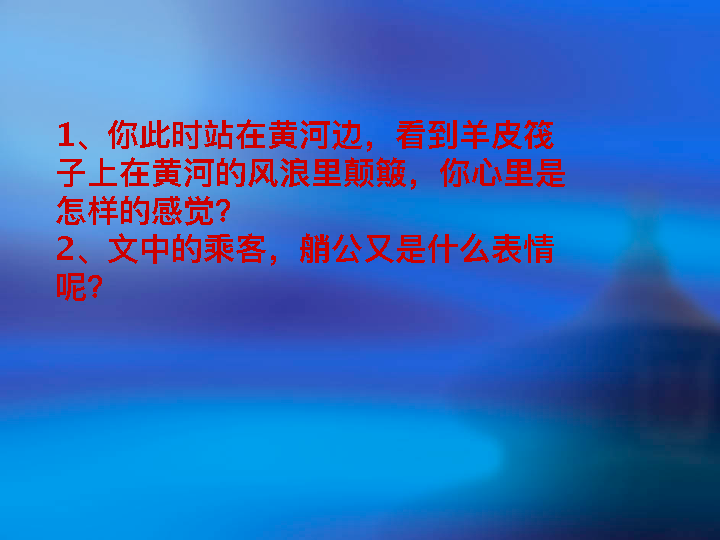 1、你此时站在黄河边，看到羊皮筏
子上在黄河的风浪里颠簸，你心里是
怎样的感觉？
2、文中的乘客，艄公又是什么表情
呢？